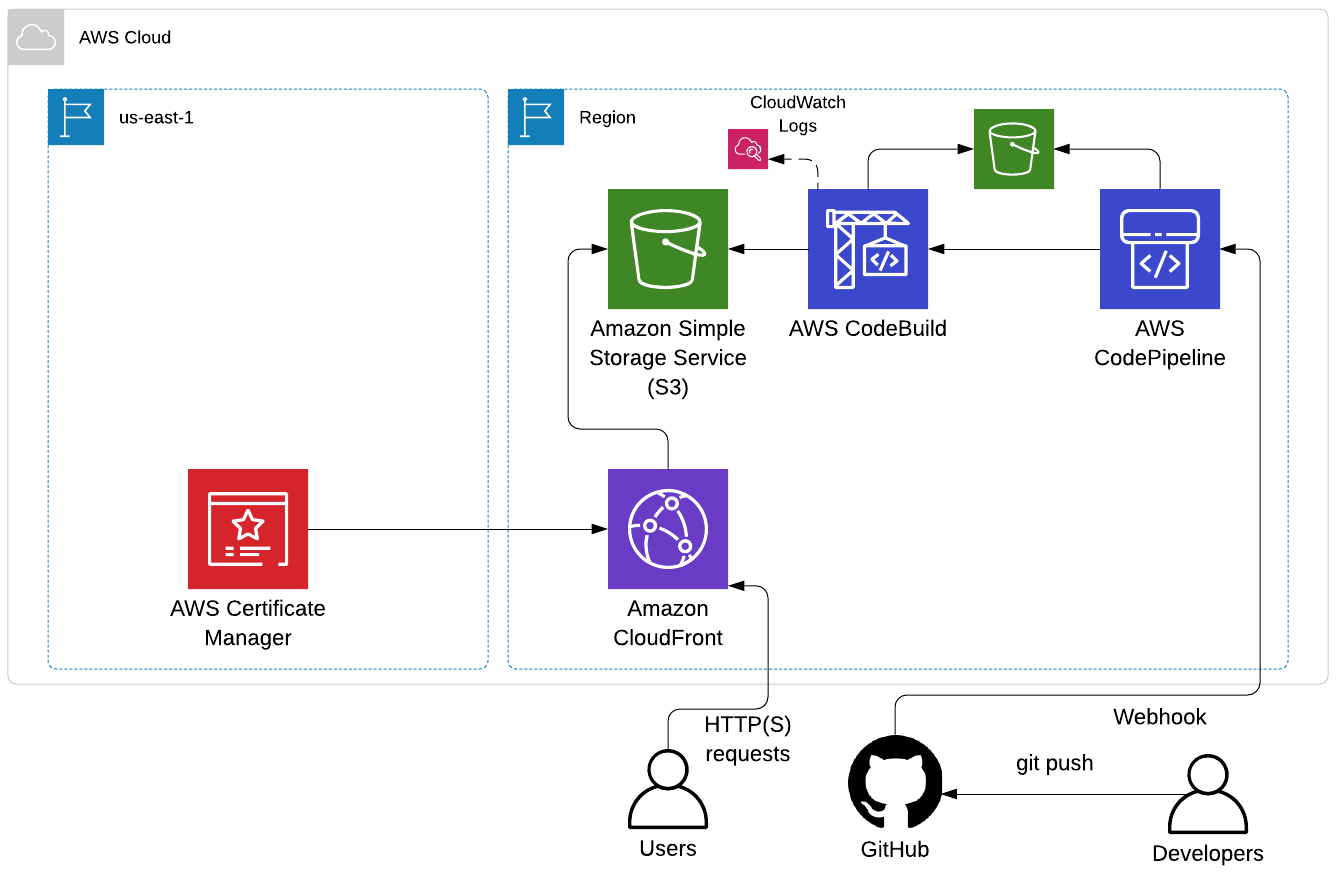 AWS Cloud
us-east-1
Region
CloudWatch
Logs
Amazon Simple
Storage Service
(S3)
AWS CodeBuild
AWS
CodePipeline
AWS Certificate
Manager
Amazon
CloudFront
HTTP(S)
requests
Webhook
git push
Users
GitHub
Developers